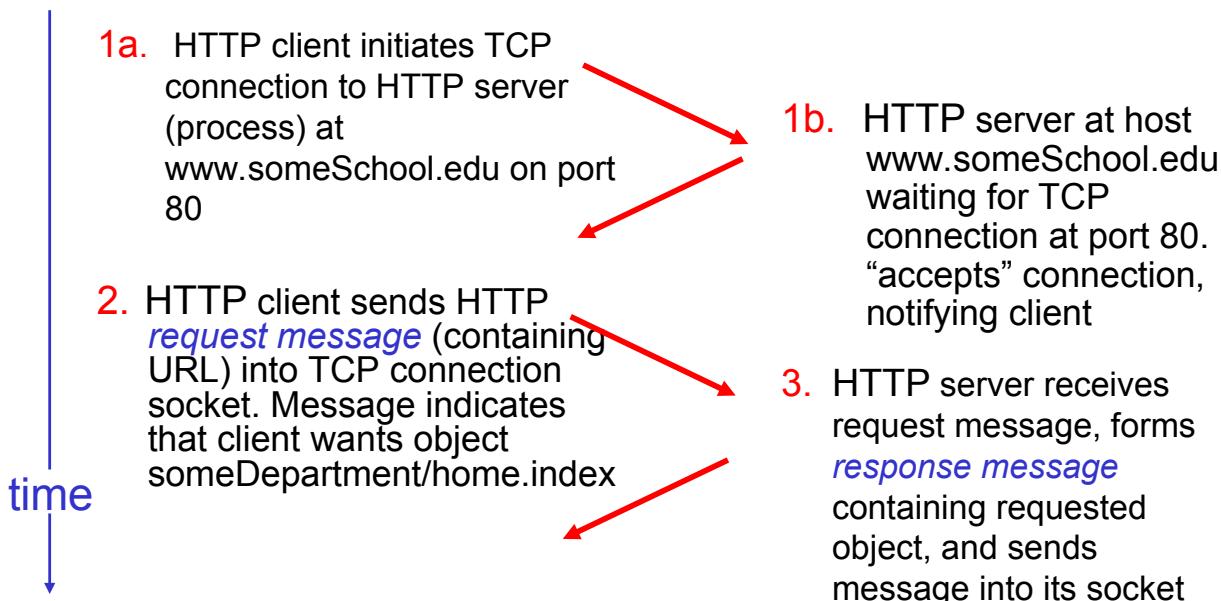 1a. HTTP client initiates TCP
connection to HTTP server
(process) at
www.someSchool.edu on port
80
1b. HTTP server at host
www.someSchool.edu
waiting for TCP
connection at port 80.
“accepts” connection,
notifying client
2. HTTP client sends HTTP
request message (containing
URL) into TCP connection
socket. Message indicates
that client wants object
someDepartment/home.index
3. HTTP server receives
request message, forms
response message
containing requested
object, and sends
message into its socket
time